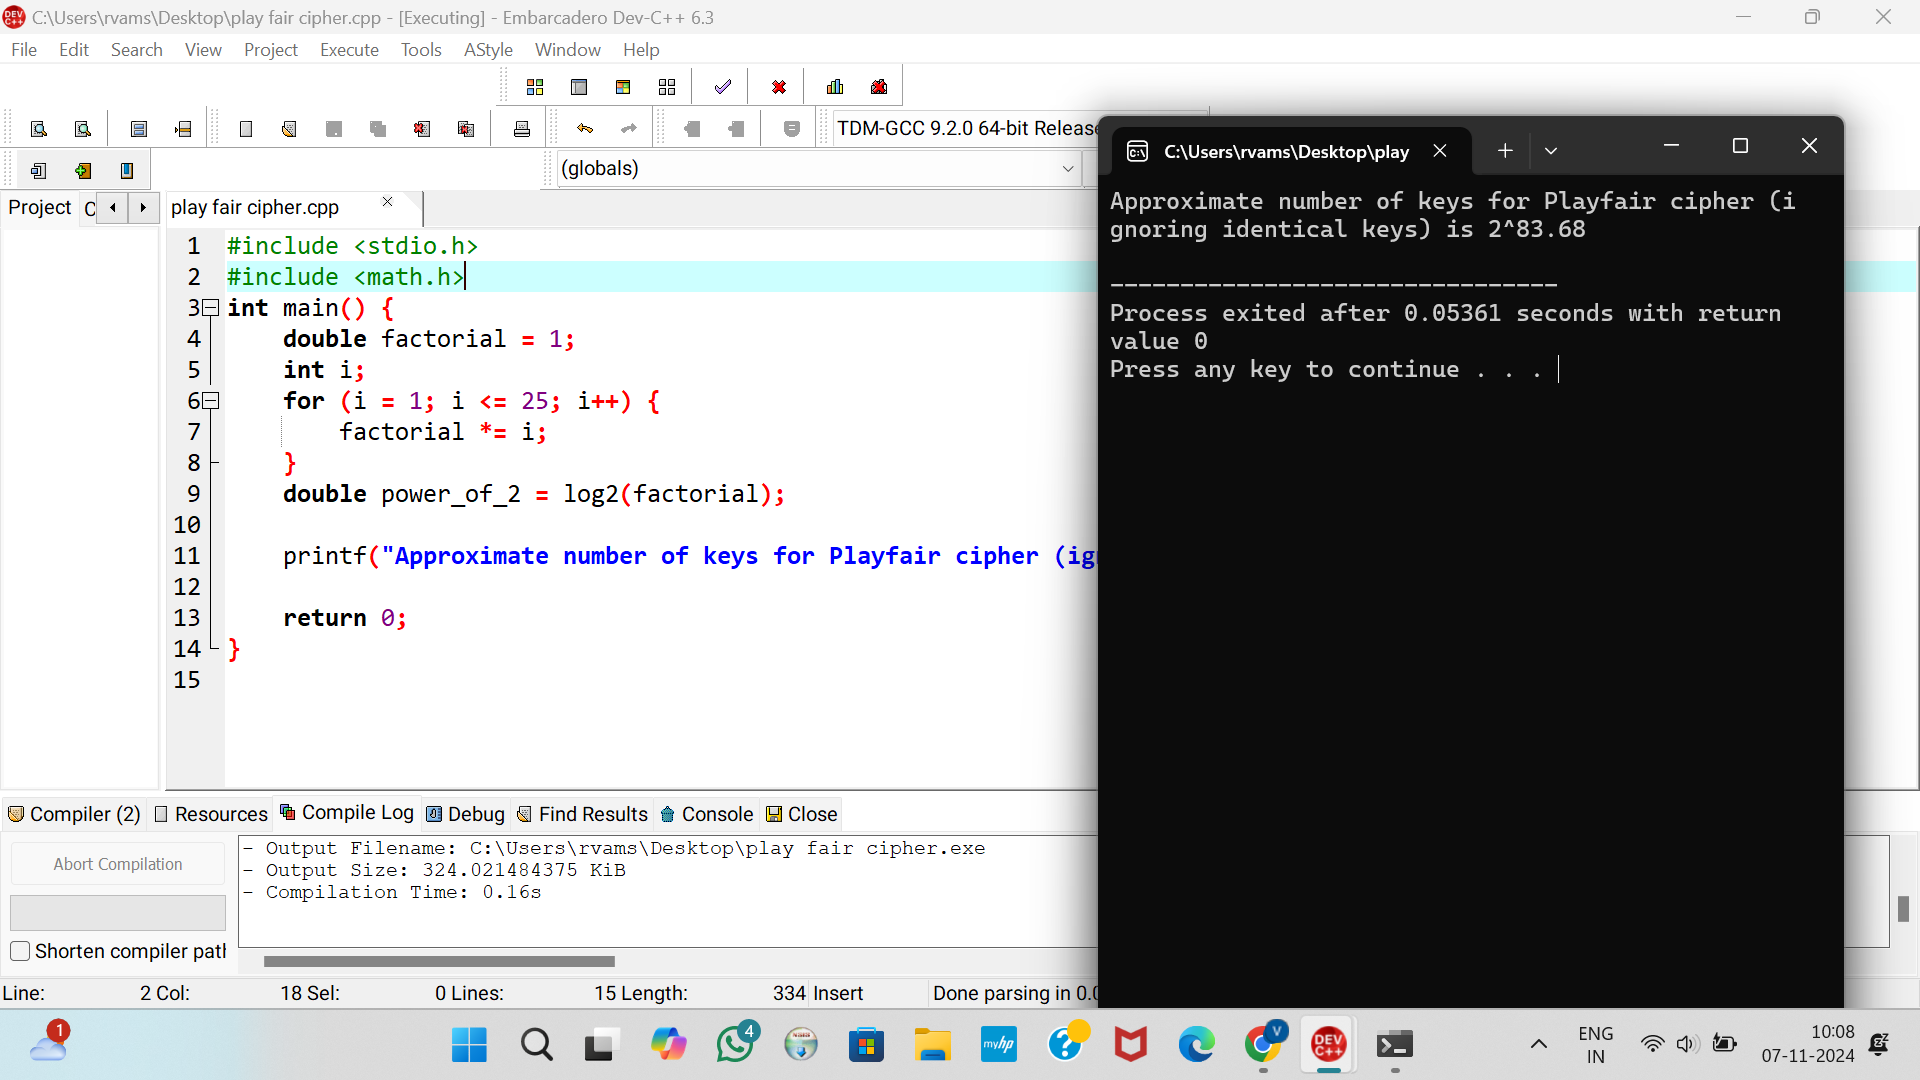 C:\Users\rvams\Desktop\play fair cipher.cpp - [Executing] - Embarcadero Dev-C++ 6.3
File Edit Search View Project Execute Tools AStyle Window Help
TDM-GCC 9.2.0 64-bit Release
(globals)
Project C
play fair cipher.cpp
1 #include <stdio.h>
2 #include <math.h>
3 int main() {
4 double factorial = 1;
5 int i;
6 for (i = 1; i <= 25; i++) {
7 factorial *= i;
8 }
9 double power_of_2 = log2(factorial);
10
11 printf("Approximate number of keys for Playfair cipher (ig
12
13 return 0;
14 }
15
C:\Users\rvams\Desktop\play
Approximate number of keys for Playfair cipher (i
gnoring identical keys) is 2^83.68
--------------------------------
Process exited after 0.05361 seconds with return
value 0
Press any key to continue . . .
Compiler (2) Resources Compile Log Debug Find Results Console Close
Abort Compilation
Shorten compiler path
- Output Filename: C:\Users\rvams\Desktop\play fair cipher.exe
- Output Size: 324.021484375 KiB
- Compilation Time: 0.16s
Line: 2 Col: 18 Sel: 0 Lines: 15 Length: 334 Insert Done parsing in 0.0
1
4
myhp
V
DEV C++
ENG
IN
10:08
07-11-2024